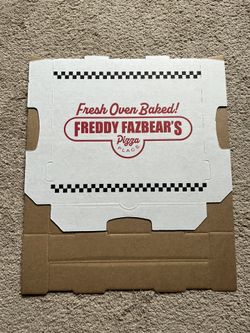 Fresh Oven Baked!
FREDDY FAZBEAR'S
Pizza
PLACE